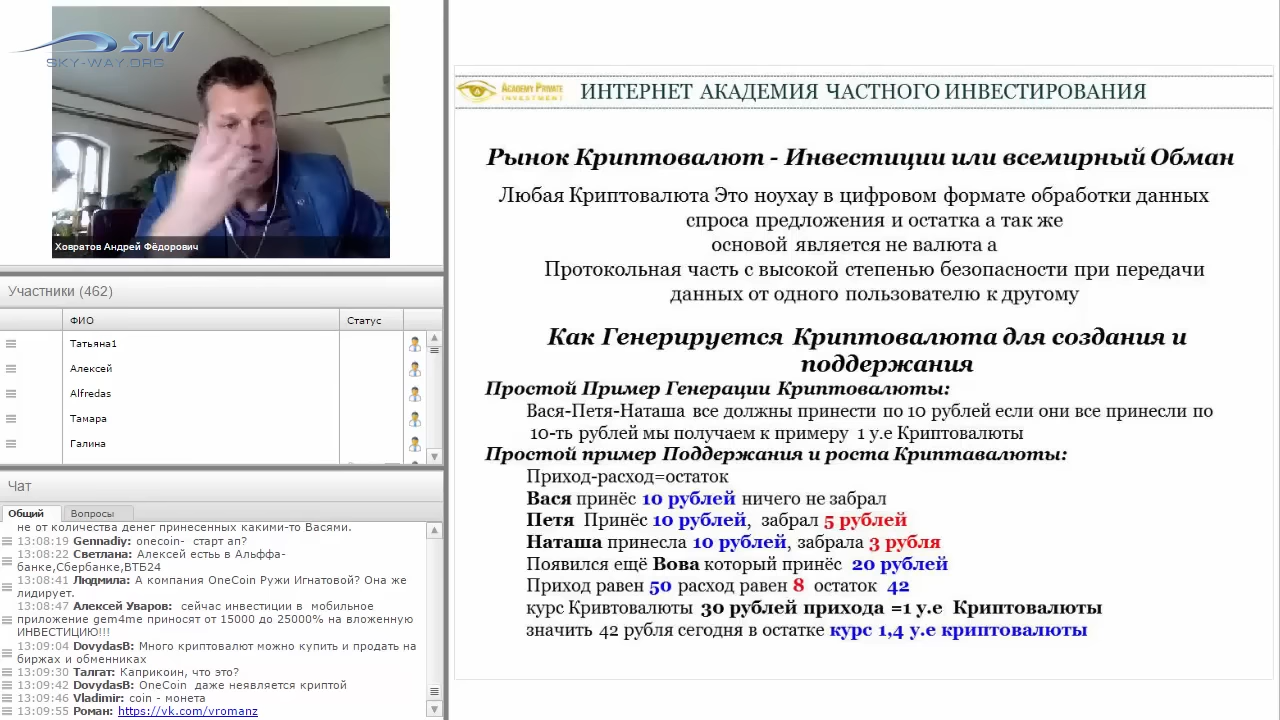 SW
SKY-WAY.ORG
Ховратов Андрей Фёдорович
Участники (462)
ФИО
Статус
Татьяна1
Алексей
Alfredas
Тамара
Галина
Чат
Общий
Вопросы
не от количества денег принесенных какими-то Васями.
13:08:19 Gennadiy: onecoin- старт ап?
13:08:22 Светлана: Алексей естьь в Альффа-
банке,Сбербанке,ВТБ24
13:08:41 Людмила: А компания OneCoin Ружи Игнатовой? Она же
лидирует.
13:08:47 Алексей Уваров: сейчас инвестиции в мобильное
приложение gem4me приносят от 15000 до 25000% на вложенную
ИНВЕСТИЦИЮ!!!
13:09:04 DovydasB: Много криптовалют можно купить и продать на
биржах и обменниках
13:09:30 Талгат: Каприкоин, что это?
13:09:42 DovydasB: OneCoin даже неявляется криптой
13:09:46 Vladimir: coin - монета
13:09:55 Роман: https://vk.com/vromanz
ACADEMY PRIVATE
INVESTMENT
ИНТЕРНЕТ АКАДЕМИЯ ЧАСТНОГО ИНВЕСТИРОВАНИЯ
Рынок Криптовалют - Инвестиции или всемирный Обман
Любая Криптовалюта Это ноухау в цифровом формате обработки данных
спроса предложения и остатка а так же
основой является не валюта а
Протокольная часть с высокой степенью безопасности при передачи
данных от одного пользователю к другому
Как Генерируется Криптовалюта для создания и
поддержания
Простой Пример Генерации Криптовалюты:
Вася-Петя-Наташа все должны принести по 10 рублей если они все принесли по
10-ть рублей мы получаем к примеру 1 у.е Криптовалюты
Простой пример Поддержания и роста Криптавалюты:
Приход-расход=остаток
Вася принёс 10 рублей ничего не забрал
Петя Принёс 10 рублей, забрал 5 рублей
Наташа принесла 10 рублей, забрала 3 рубля
Появился ещё Вова который принёс 20 рублей
Приход равен 50 расход равен 8 остаток 42
курс Кривтовалюты 30 рублей прихода =1 у.е Криптовалюты
значить 42 рубля сегодня в остатке курс 1,4 у.е криптовалюты